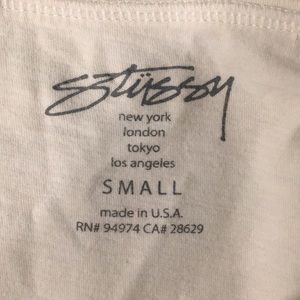 stüssy
new york
london
tokyo
los angeles
SMALL
made in U.S.A.
RN# 94974 CA# 28629